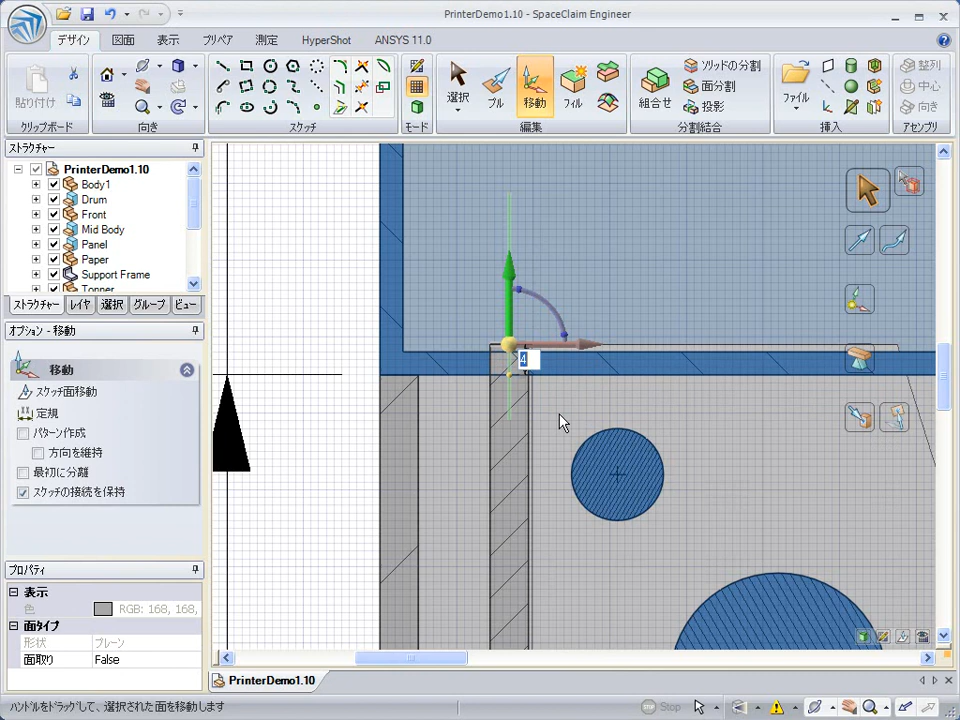 PrinterDemo1.10 - SpaceClaim Engineer
デザイン 図面 表示 プリペア 測定 HyperShot ANSYS 11.0
貼り付け 選択 プル 移動 フィル 組合せ ソリッドの分割 面分割 投影 ファイル 整列 中心 向き
クリップボード 向き スケッチ モード 編集 分割結合 挿入 アセンブリ
ストラクチャー
PrinterDemo1.10
Body1
Drum
Front
Mid Body
Panel
Paper
Support Frame
Tonner
ストラクチャー レイヤ 選択 グループ ビュー
オプション - 移動
移動
スケッチ面移動
定規
パターン作成
方向を維持
最初に分離
スケッチの接続を保持
4
プロパティ
表示
RGB: 168, 168,
面タイプ
形状 プレーン
面取り False
PrinterDemo1.10
ハンドルをドラッグして、選択された面を移動します
Stop